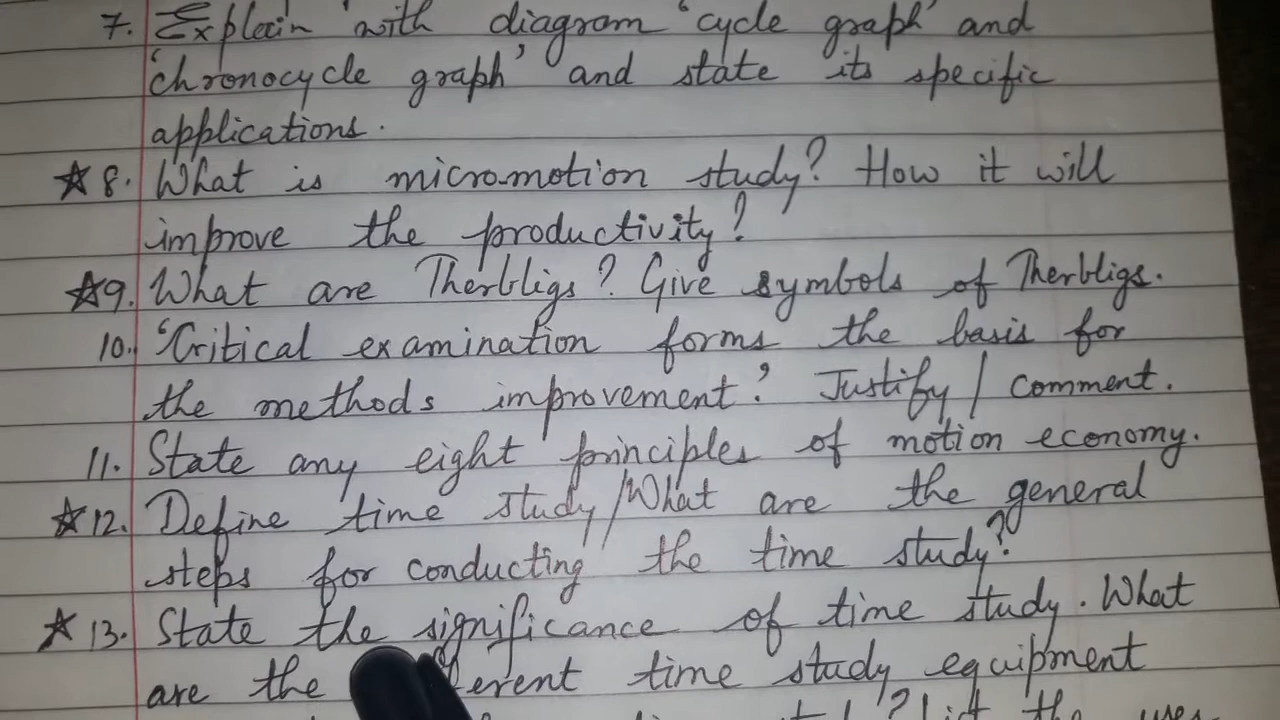 7. Explain with diagram 'cycle graph' and
'chronocycle graph' and state its specific
applications.
☆ 8. What is micromotion study? How it will
improve the productivity?
☆ 9. What are Therbligs? Give symbols of Therbligs.
10. 'Critical examination forms the basis for
the methods improvement.' Justify / comment.
11. State any eight principles of motion economy.
☆ 12. Define time study/What are the general
steps for conducting the time study?
☆ 13. State the significance of time study. What
are the erent time study equipment
? list the uses